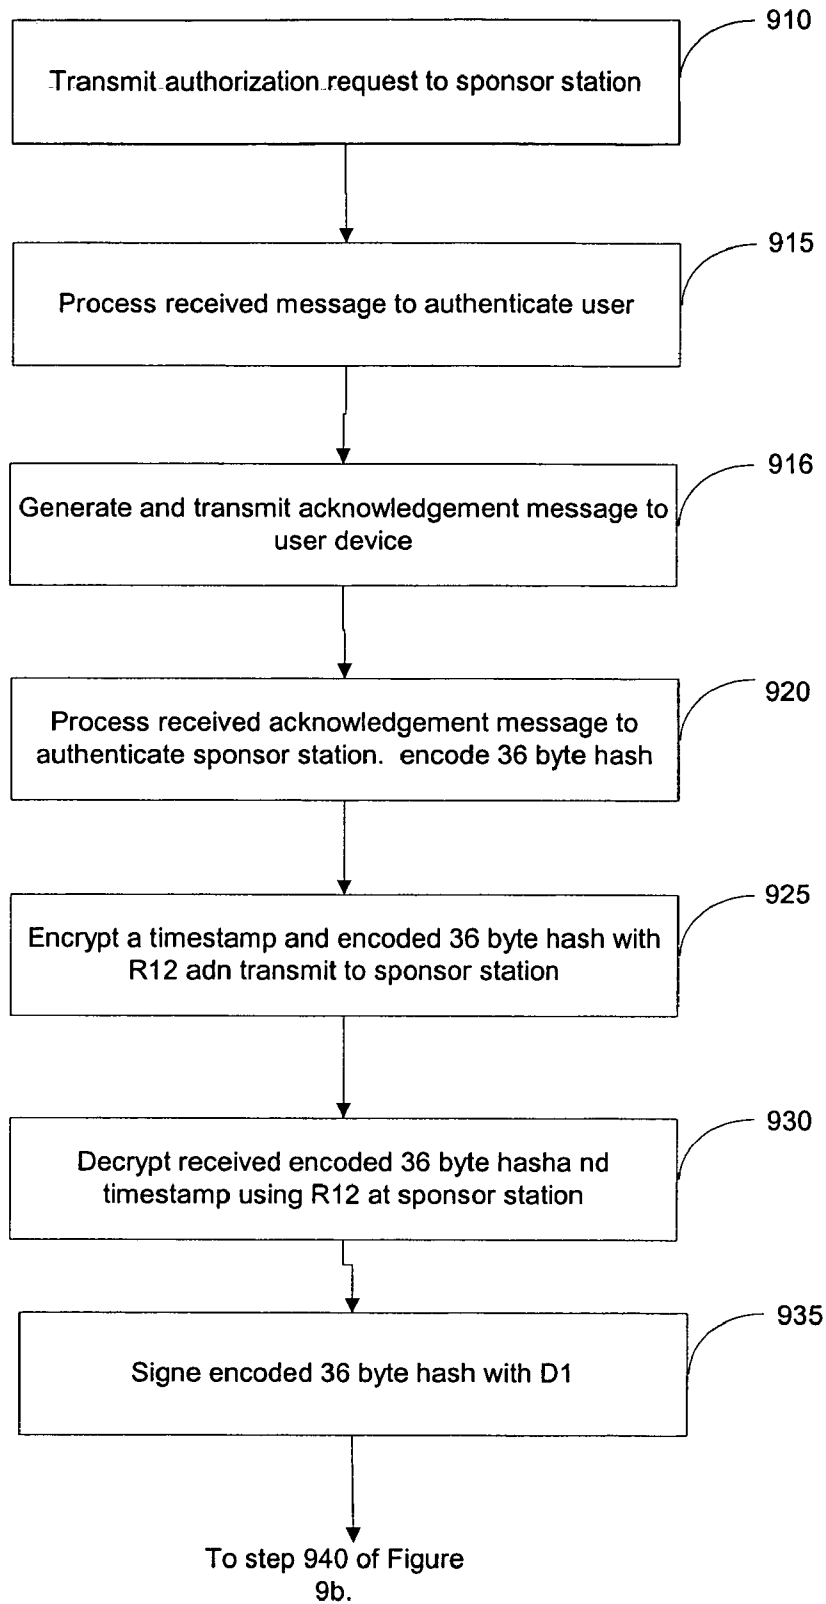 910
Transmit authorization request to sponsor station
915
Process received message to authenticate user
916
Generate and transmit acknowledgement message to
user device
920
Process received acknowledgement message to
authenticate sponsor station.  encode 36 byte hash
925
Encrypt a timestamp and encoded 36 byte hash with
R12 adn transmit to sponsor station
930
Decrypt received encoded 36 byte hasha nd
timestamp using R12 at sponsor station
935
Signe encoded 36 byte hash with D1
To step 940 of Figure
9b.